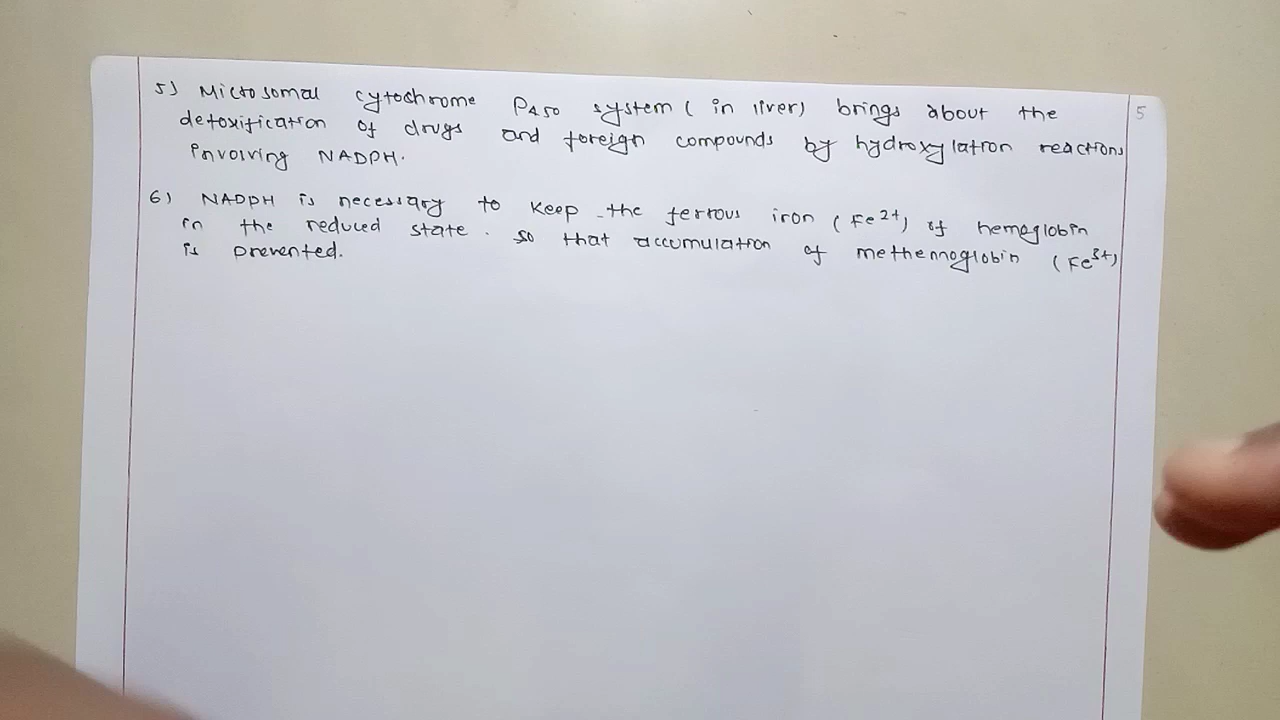 5) Microsomal cytochrome P450 system ( in liver) brings about the
detoxification of drugs and foreign compounds by hydroxylation reactions
involving NADPH.
6) NADPH is necessary to keep the ferrous iron (Fe2+) of hemoglobin
in the reduced state. so that accumulation of methennoglobin (Fe3+)
is prevented.
5